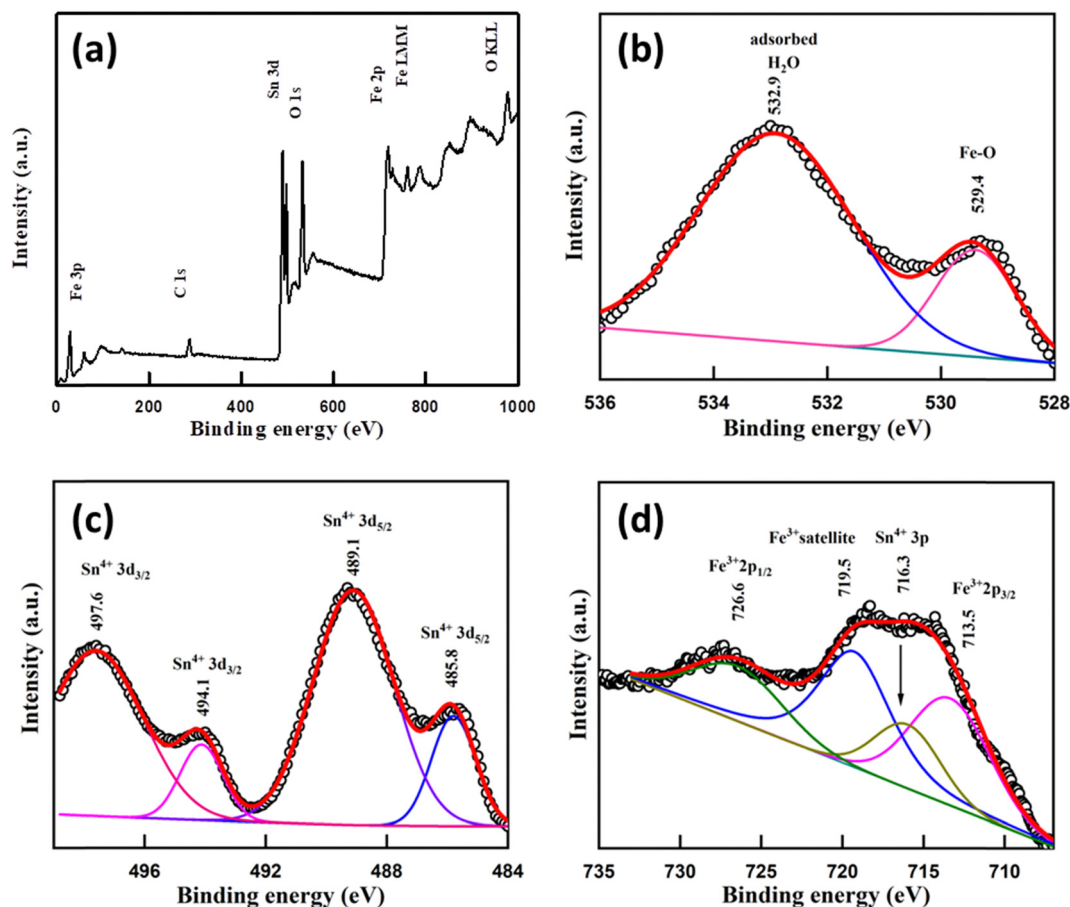 (a)
Fe 3p
C 1s
Sn 3d
O 1s
Fe 2p
Fe LMM
O KLL
Intensity (a.u.)
0 200 400 600 800 1000
Binding energy (eV)
(b)
adsorbed
H₂O
532.9
Fe-O
529.4
Intensity (a.u.)
536 534 532 530 528
Binding energy (eV)
(c)
Sn⁴⁺ 3d₃/₂
497.6
Sn⁴⁺ 3d₃/₂
494.1
Sn⁴⁺ 3d₅/₂
489.1
Sn⁴⁺ 3d₅/₂
485.8
Intensity (a.u.)
496 492 488 484
Binding energy (eV)
(d)
Fe³⁺2p₁/₂
726.6
Fe³⁺satellite
719.5
Sn⁴⁺ 3p
716.3
Fe³⁺2p₃/₂
713.5
Intensity (a.u.)
735 730 725 720 715 710
Binding energy (eV)